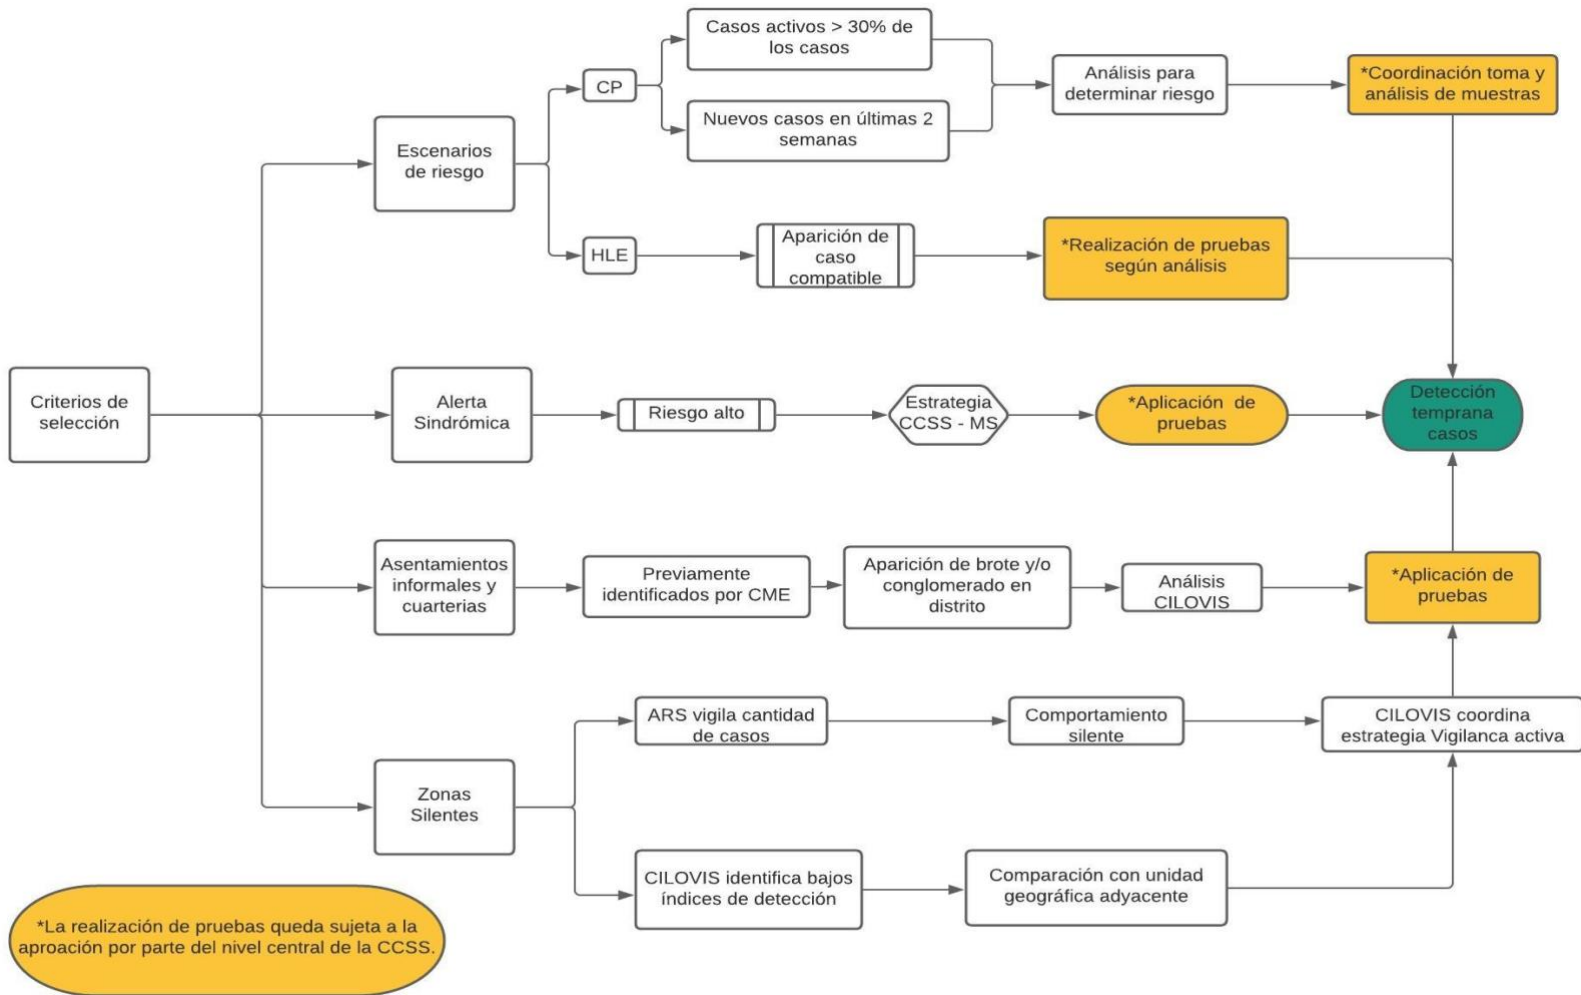 Casos activos > 30% de
los casos
CP
Análisis para
determinar riesgo
*Coordinación toma y
análisis de muestras
Nuevos casos en últimas 2
semanas
Escenarios
de riesgo
HLE
Aparición de
caso
compatible
*Realización de pruebas
según análisis
Criterios de
selección
Alerta
Sindrómica
Riesgo alto
Estrategia
CCSS - MS
*Aplicación de
pruebas
Detección
temprana
casos
Asentamientos
informales y
cuarterias
Previamente
identificados por CME
Aparición de brote y/o
conglomerado en
distrito
Análisis
CILOVIS
*Aplicación de
pruebas
Zonas
Silentes
ARS vigila cantidad
de casos
Comportamiento
silente
CILOVIS coordina
estrategia Vigilanca activa
CILOVIS identifica bajos
índices de detección
Comparación con unidad
geográfica adyacente
*La realización de pruebas queda sujeta a la
aproación por parte del nivel central de la CCSS.